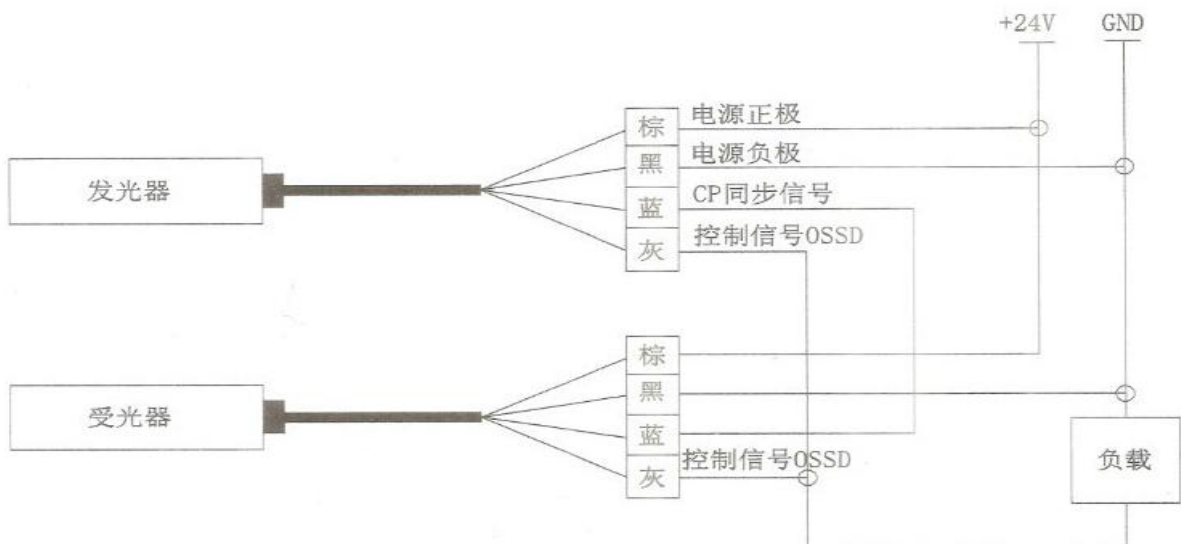 +24V GND
棕 电源正极
黑 电源负极
发光器
蓝 CP同步信号
灰 控制信号OSSD
棕
黑
受光器
蓝
灰 控制信号OSSD
负载